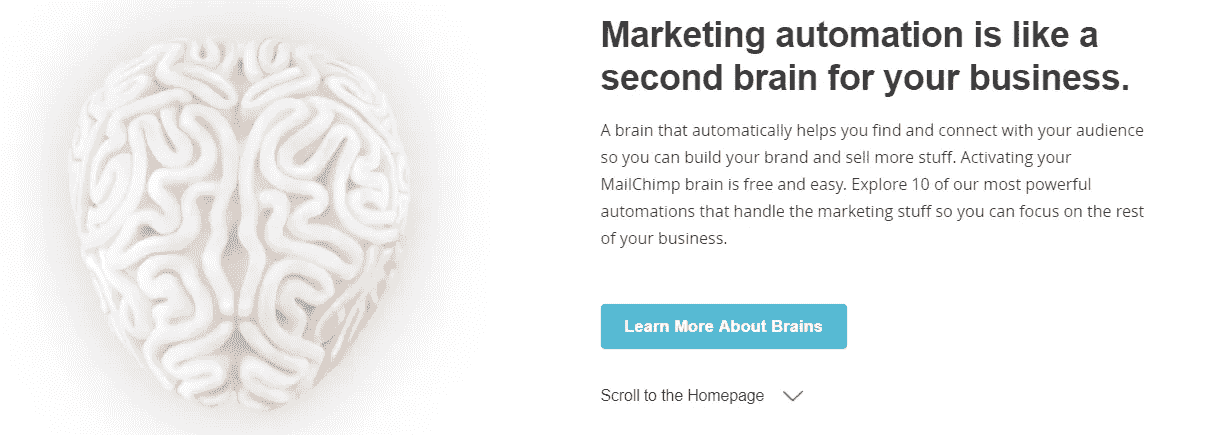 Marketing automation is like a
second brain for your business.
A brain that automatically helps you find and connect with your audience
so you can build your brand and sell more stuff. Activating your
MailChimp brain is free and easy. Explore 10 of our most powerful
automations that handle the marketing stuff so you can focus on the rest
of your business.
Learn More About Brains
Scroll to the Homepage